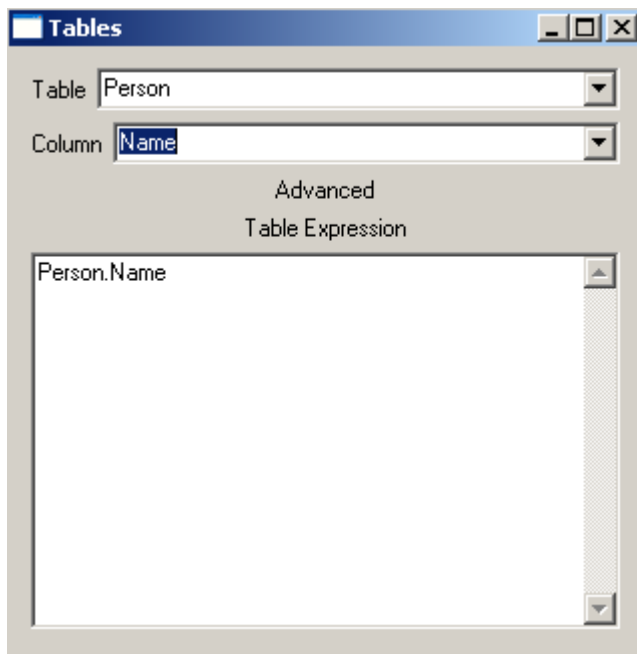 Tables
Table Person
Column Name
Advanced
Table Expression
Person.Name